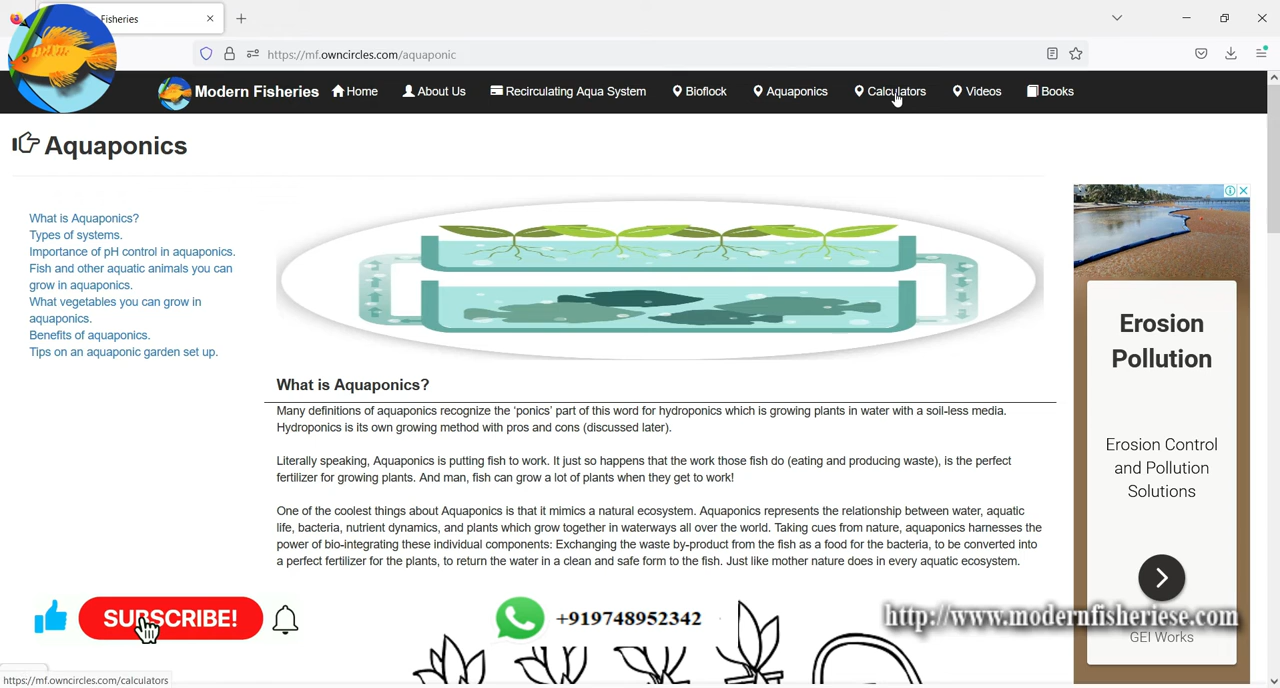 Fisheries
https://mf.owncircles.com/aquaponic
Modern Fisheries Home About Us Recirculating Aqua System Bioflock Aquaponics Calculators Videos Books
Aquaponics
What is Aquaponics?
Types of systems.
Importance of pH control in aquaponics.
Fish and other aquatic animals you can
grow in aquaponics.
What vegetables you can grow in
aquaponics.
Benefits of aquaponics.
Tips on an aquaponic garden set up.
What is Aquaponics?
Many definitions of aquaponics recognize the ‘ponics’ part of this word for hydroponics which is growing plants in water with a soil-less media.
Hydroponics is its own growing method with pros and cons (discussed later).
Literally speaking, Aquaponics is putting fish to work. It just so happens that the work those fish do (eating and producing waste), is the perfect
fertilizer for growing plants. And man, fish can grow a lot of plants when they get to work!
One of the coolest things about Aquaponics is that it mimics a natural ecosystem. Aquaponics represents the relationship between water, aquatic
life, bacteria, nutrient dynamics, and plants which grow together in waterways all over the world. Taking cues from nature, aquaponics harnesses the
power of bio-integrating these individual components: Exchanging the waste by-product from the fish as a food for the bacteria, to be converted into
a perfect fertilizer for the plants, to return the water in a clean and safe form to the fish. Just like mother nature does in every aquatic ecosystem.
Erosion
Pollution
Erosion Control
and Pollution
Solutions
GEI Works
SUBSCRIBE!
+919748952342
http://www.modernfisheriese.com
https://mf.owncircles.com/calculators